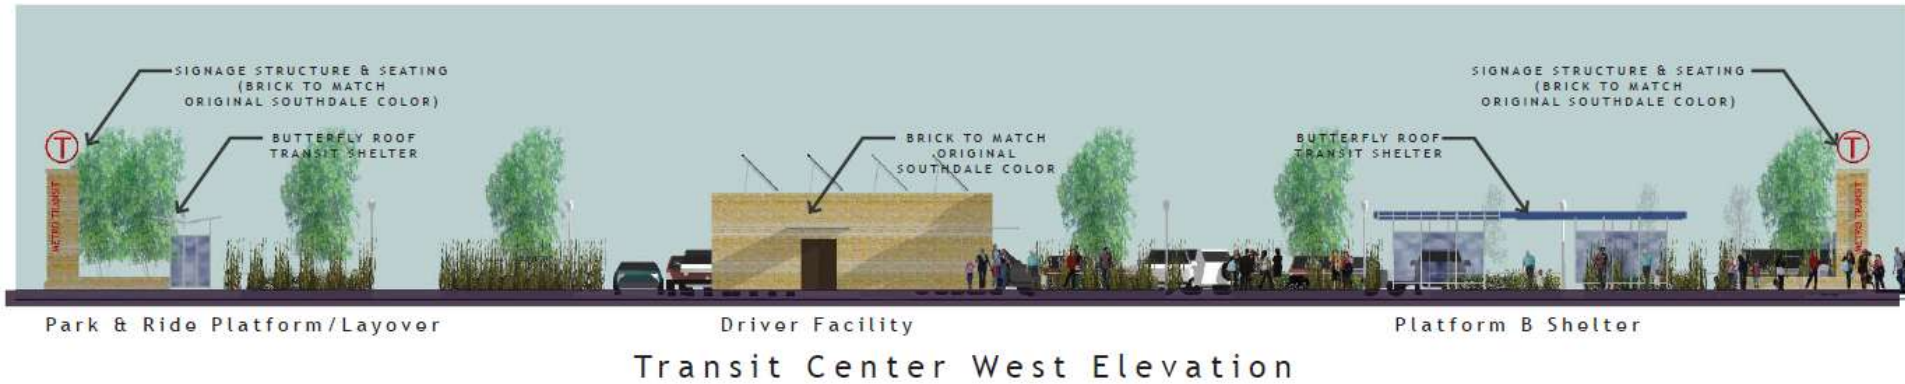 SIGNAGE STRUCTURE & SEATING
(BRICK TO MATCH
ORIGINAL SOUTHDALE COLOR)
T
METRO TRANSIT
BUTTERFLY ROOF
TRANSIT SHELTER
BRICK TO MATCH
ORIGINAL
SOUTHDALE COLOR
SIGNAGE STRUCTURE & SEATING
(BRICK TO MATCH
ORIGINAL SOUTHDALE COLOR)
BUTTERFLY ROOF
TRANSIT SHELTER
T
METRO TRANSIT
Park & Ride Platform/Layover
Driver Facility
Platform B Shelter
Transit Center West Elevation